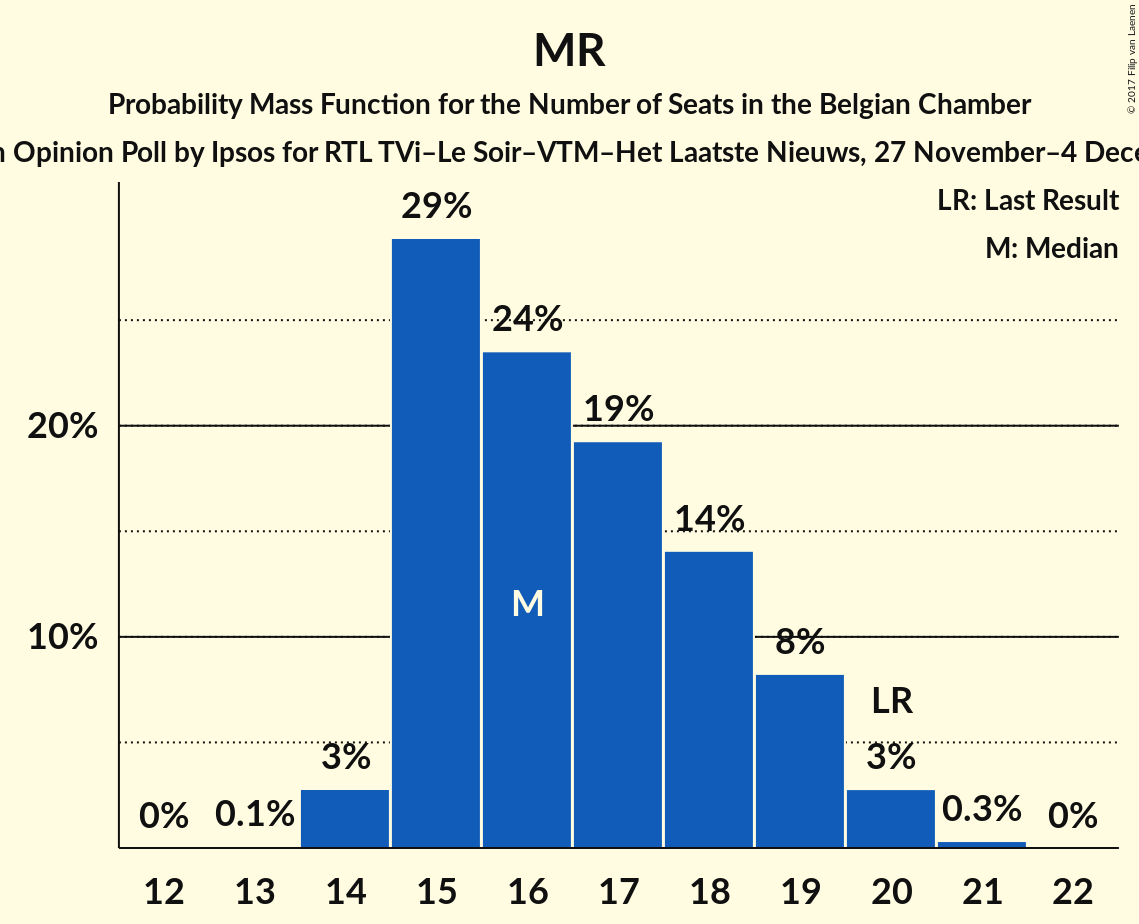 MR
Probability Mass Function for the Number of Seats in the Belgian Chamber
Opinion Poll by Ipsos for RTL TVi–Le Soir–VTM–Het Laatste Nieuws, 27 November–4
© 2017 Filip van Laenen
LR: Last Result
M: Median
29%
24%
20%
19%
14%
M
10%
8%
LR
3%
3%
0%
0.1%
0.3%
0%
12 13 14 15 16 17 18 19 20 21 22